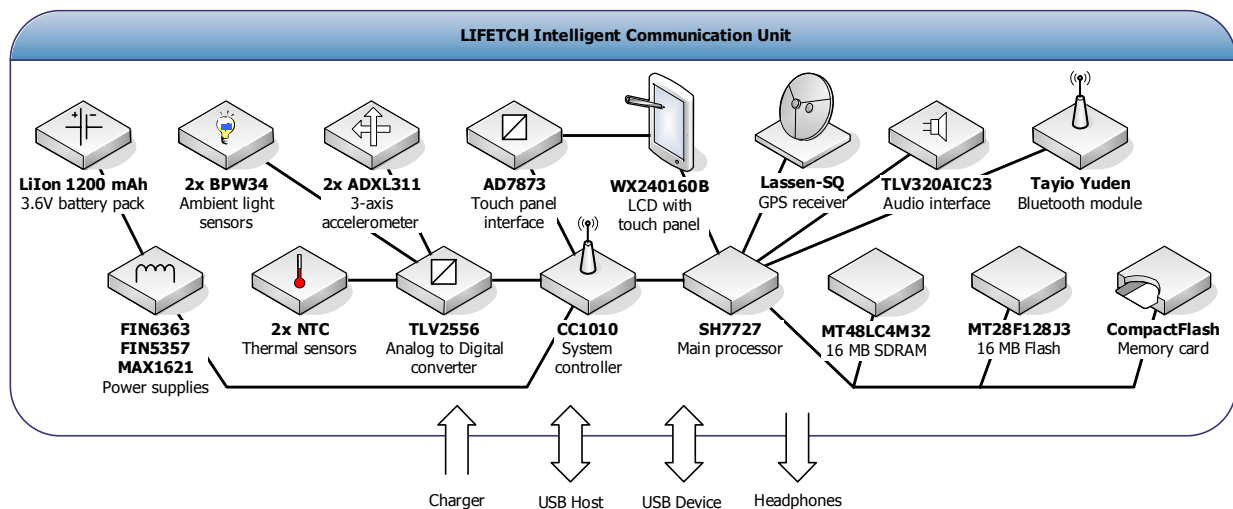 LIFETCH Intelligent Communication Unit
LiIon 1200 mAh
3.6V battery pack
2x BPW34
Ambient light
sensors
2x ADXL311
3-axis
accelerometer
AD7873
Touch panel
interface
WX240160B
LCD with
touch panel
Lassen-SQ
GPS receiver
TLV320AIC23
Audio interface
Tayio Yuden
Bluetooth module
FIN6363
FIN5357
MAX1621
Power supplies
2x NTC
Thermal sensors
TLV2556
Analog to Digital
converter
CC1010
System
controller
SH7727
Main processor
MT48LC4M32
16 MB SDRAM
MT28F128J3
16 MB Flash
CompactFlash
Memory card
Charger
USB Host
USB Device
Headphones